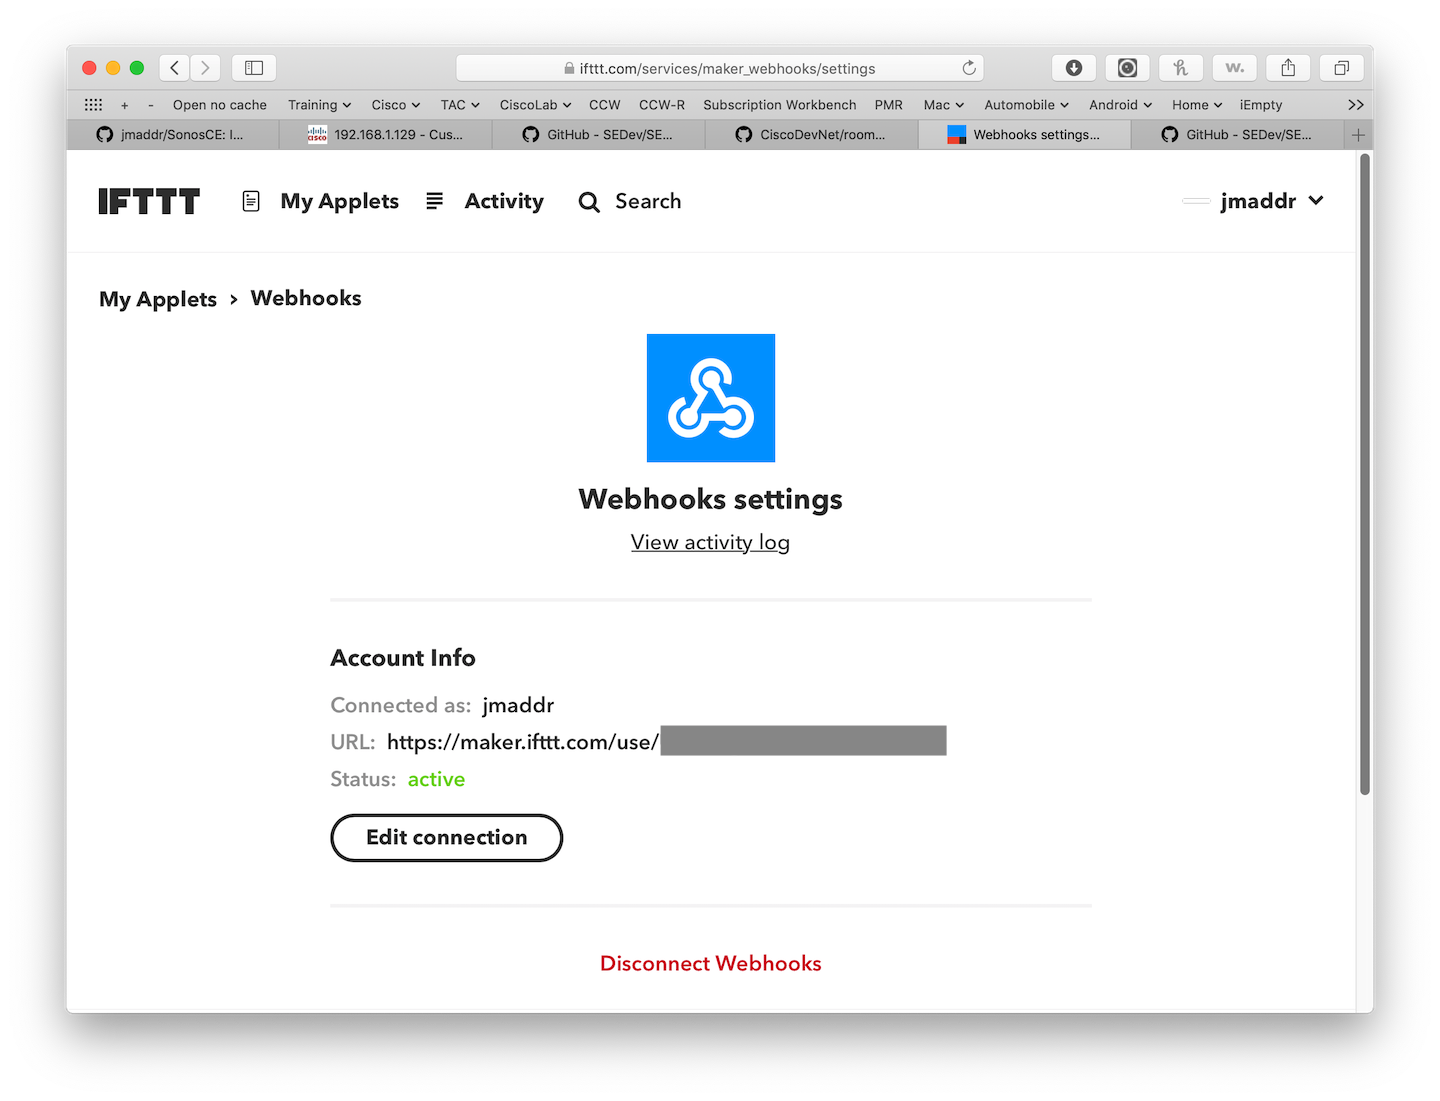 ifttt.com/services/maker_webhooks/settings
w.
+ - Open no cache Training Cisco TAC CiscoLab CCW CCW-R Subscription Workbench PMR Mac Automobile Android Home iEmpty >>
jmaddr/SonosCE: I... 192.168.1.129 - Cus... GitHub - SEDev/SE... CiscoDevNet/room... Webhooks settings... GitHub - SEDev/SE... +
IFTTT My Applets Activity Search jmaddr
My Applets > Webhooks
Webhooks settings
View activity log
Account Info
Connected as: jmaddr
URL: https://maker.ifttt.com/use/
Status: active
Edit connection
Disconnect Webhooks